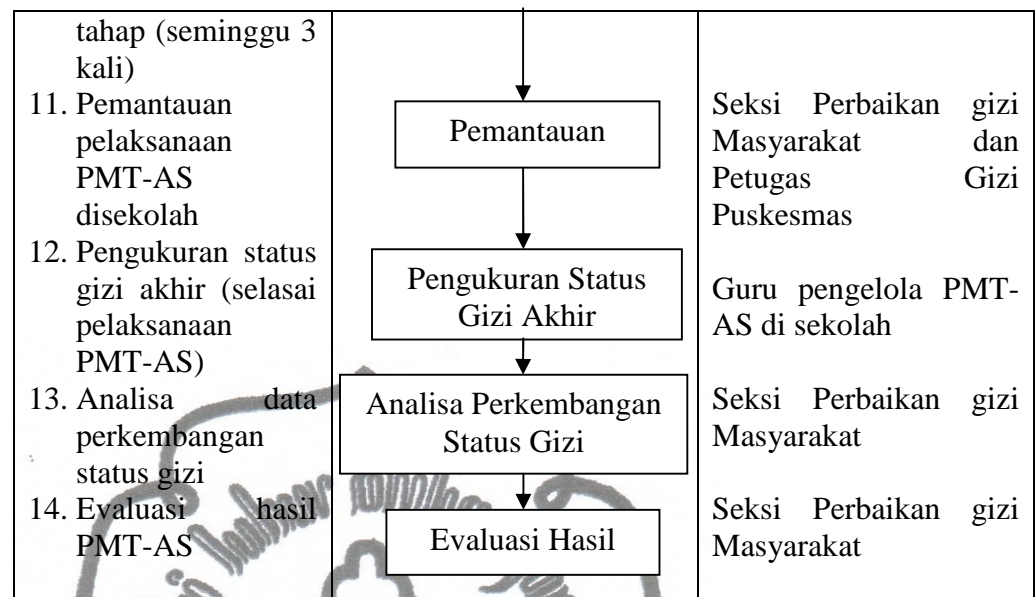 tahap (seminggu 3
kali)
11. Pemantauan
pelaksanaan
PMT-AS
disekolah
12. Pengukuran status
gizi akhir (selasai
pelaksanaan
PMT-AS)
13. Analisa data
perkembangan
status gizi
14. Evaluasi hasil
PMT-AS
Pemantauan
Pengukuran Status
Gizi Akhir
Analisa Perkembangan
Status Gizi
Evaluasi Hasil
Seksi Perbaikan gizi
Masyarakat dan
Petugas Gizi
Puskesmas
Guru pengelola PMT-
AS di sekolah
Seksi Perbaikan gizi
Masyarakat
Seksi Perbaikan gizi
Masyarakat